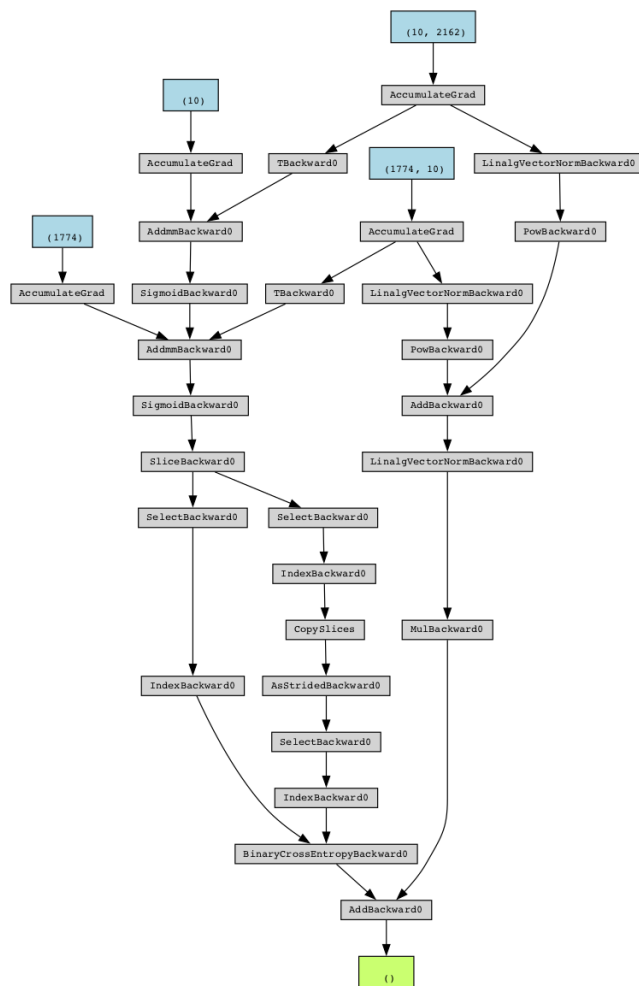 (10, 2162)
(10)
AccumulateGrad
AccumulateGrad
TBackward0
(1774, 10)
LinalgVectorNormBackward0
(1774)
AddmmBackward0
AccumulateGrad
PowBackward0
AccumulateGrad
SigmoidBackward0
TBackward0
LinalgVectorNormBackward0
AddmmBackward0
PowBackward0
SigmoidBackward0
AddBackward0
SliceBackward0
LinalgVectorNormBackward0
SelectBackward0
SelectBackward0
IndexBackward0
CopySlices
MulBackward0
IndexBackward0
AsStridedBackward0
SelectBackward0
IndexBackward0
BinaryCrossEntropyBackward0
AddBackward0
()